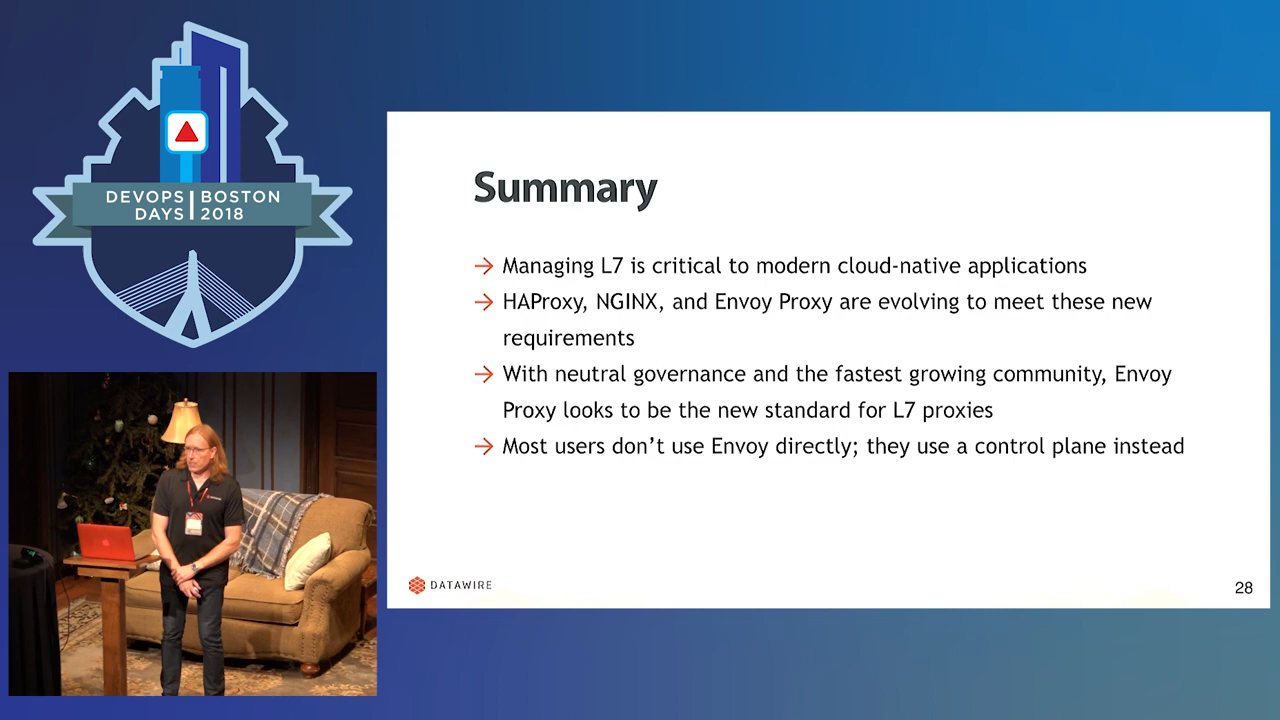 DEVOPS DAYS
BOSTON 2018
Summary
→ Managing L7 is critical to modern cloud-native applications
→ HAProxy, NGINX, and Envoy Proxy are evolving to meet these new
requirements
→ With neutral governance and the fastest growing community, Envoy
Proxy looks to be the new standard for L7 proxies
→ Most users don’t use Envoy directly; they use a control plane instead
DATAWIRE
28